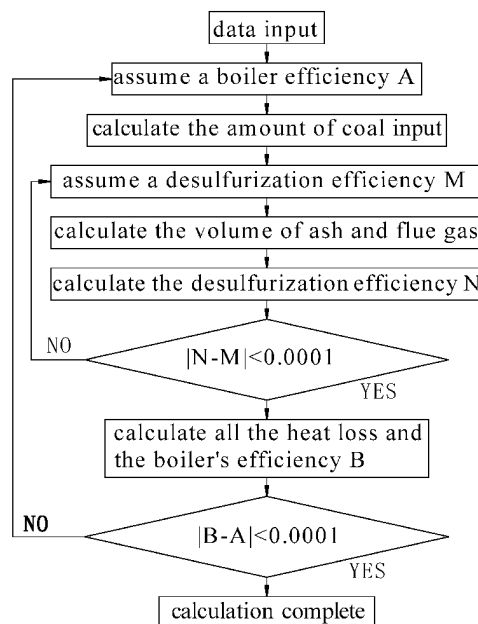 data input
assume a boiler efficiency A
calculate the amount of coal input
assume a desulfurization efficiency M
calculate the volume of ash and flue gas
calculate the desulfurization efficiency N
NO
|N-M|<0.0001
YES
calculate all the heat loss and
the boiler's efficiency B
NO
|B-A|<0.0001
YES
calculation complete